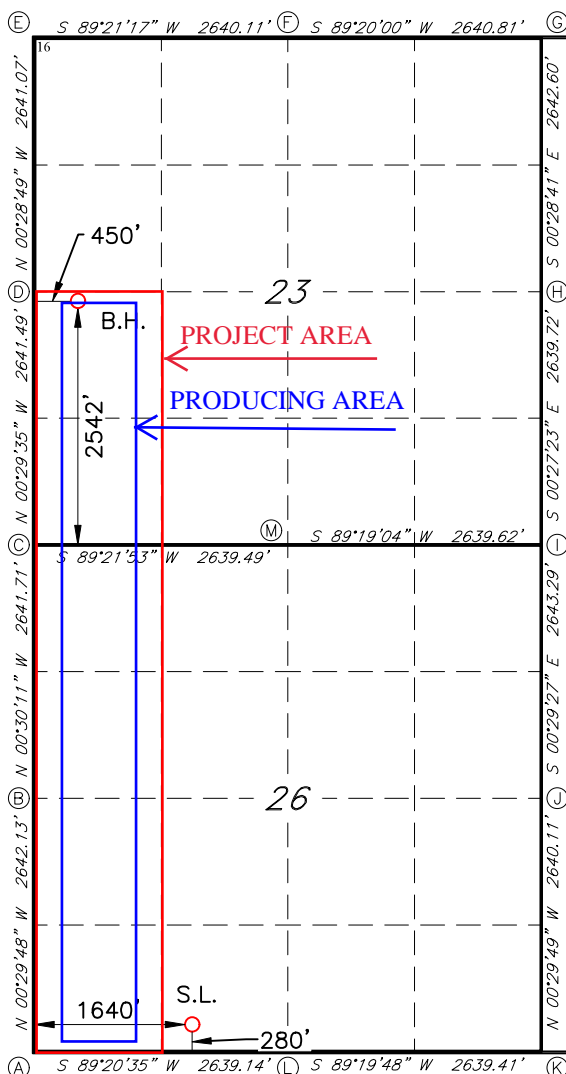 E S 89°21'17" W 2640.11' F S 89°20'00" W 2640.81' G
16
N 00°28'49" W 2641.07'
S 00°28'41" E 2642.60'
450'
D 23 H
B.H.
PROJECT AREA
PRODUCING AREA
2542'
N 00°29'35" W 2641.49'
S 00°27'23" E 2639.72'
M S 89°19'04" W 2639.62'
C S 89°21'53" W 2639.49' I
N 00°30'11" W 2641.71'
S 00°29'27" E 2643.29'
B 26 J
N 00°29'48" W 2642.13'
S 00°29'49" E 2640.11'
S.L.
1640'
280'
A S 89°20'35" W 2639.14' L S 89°19'48" W 2639.41' K